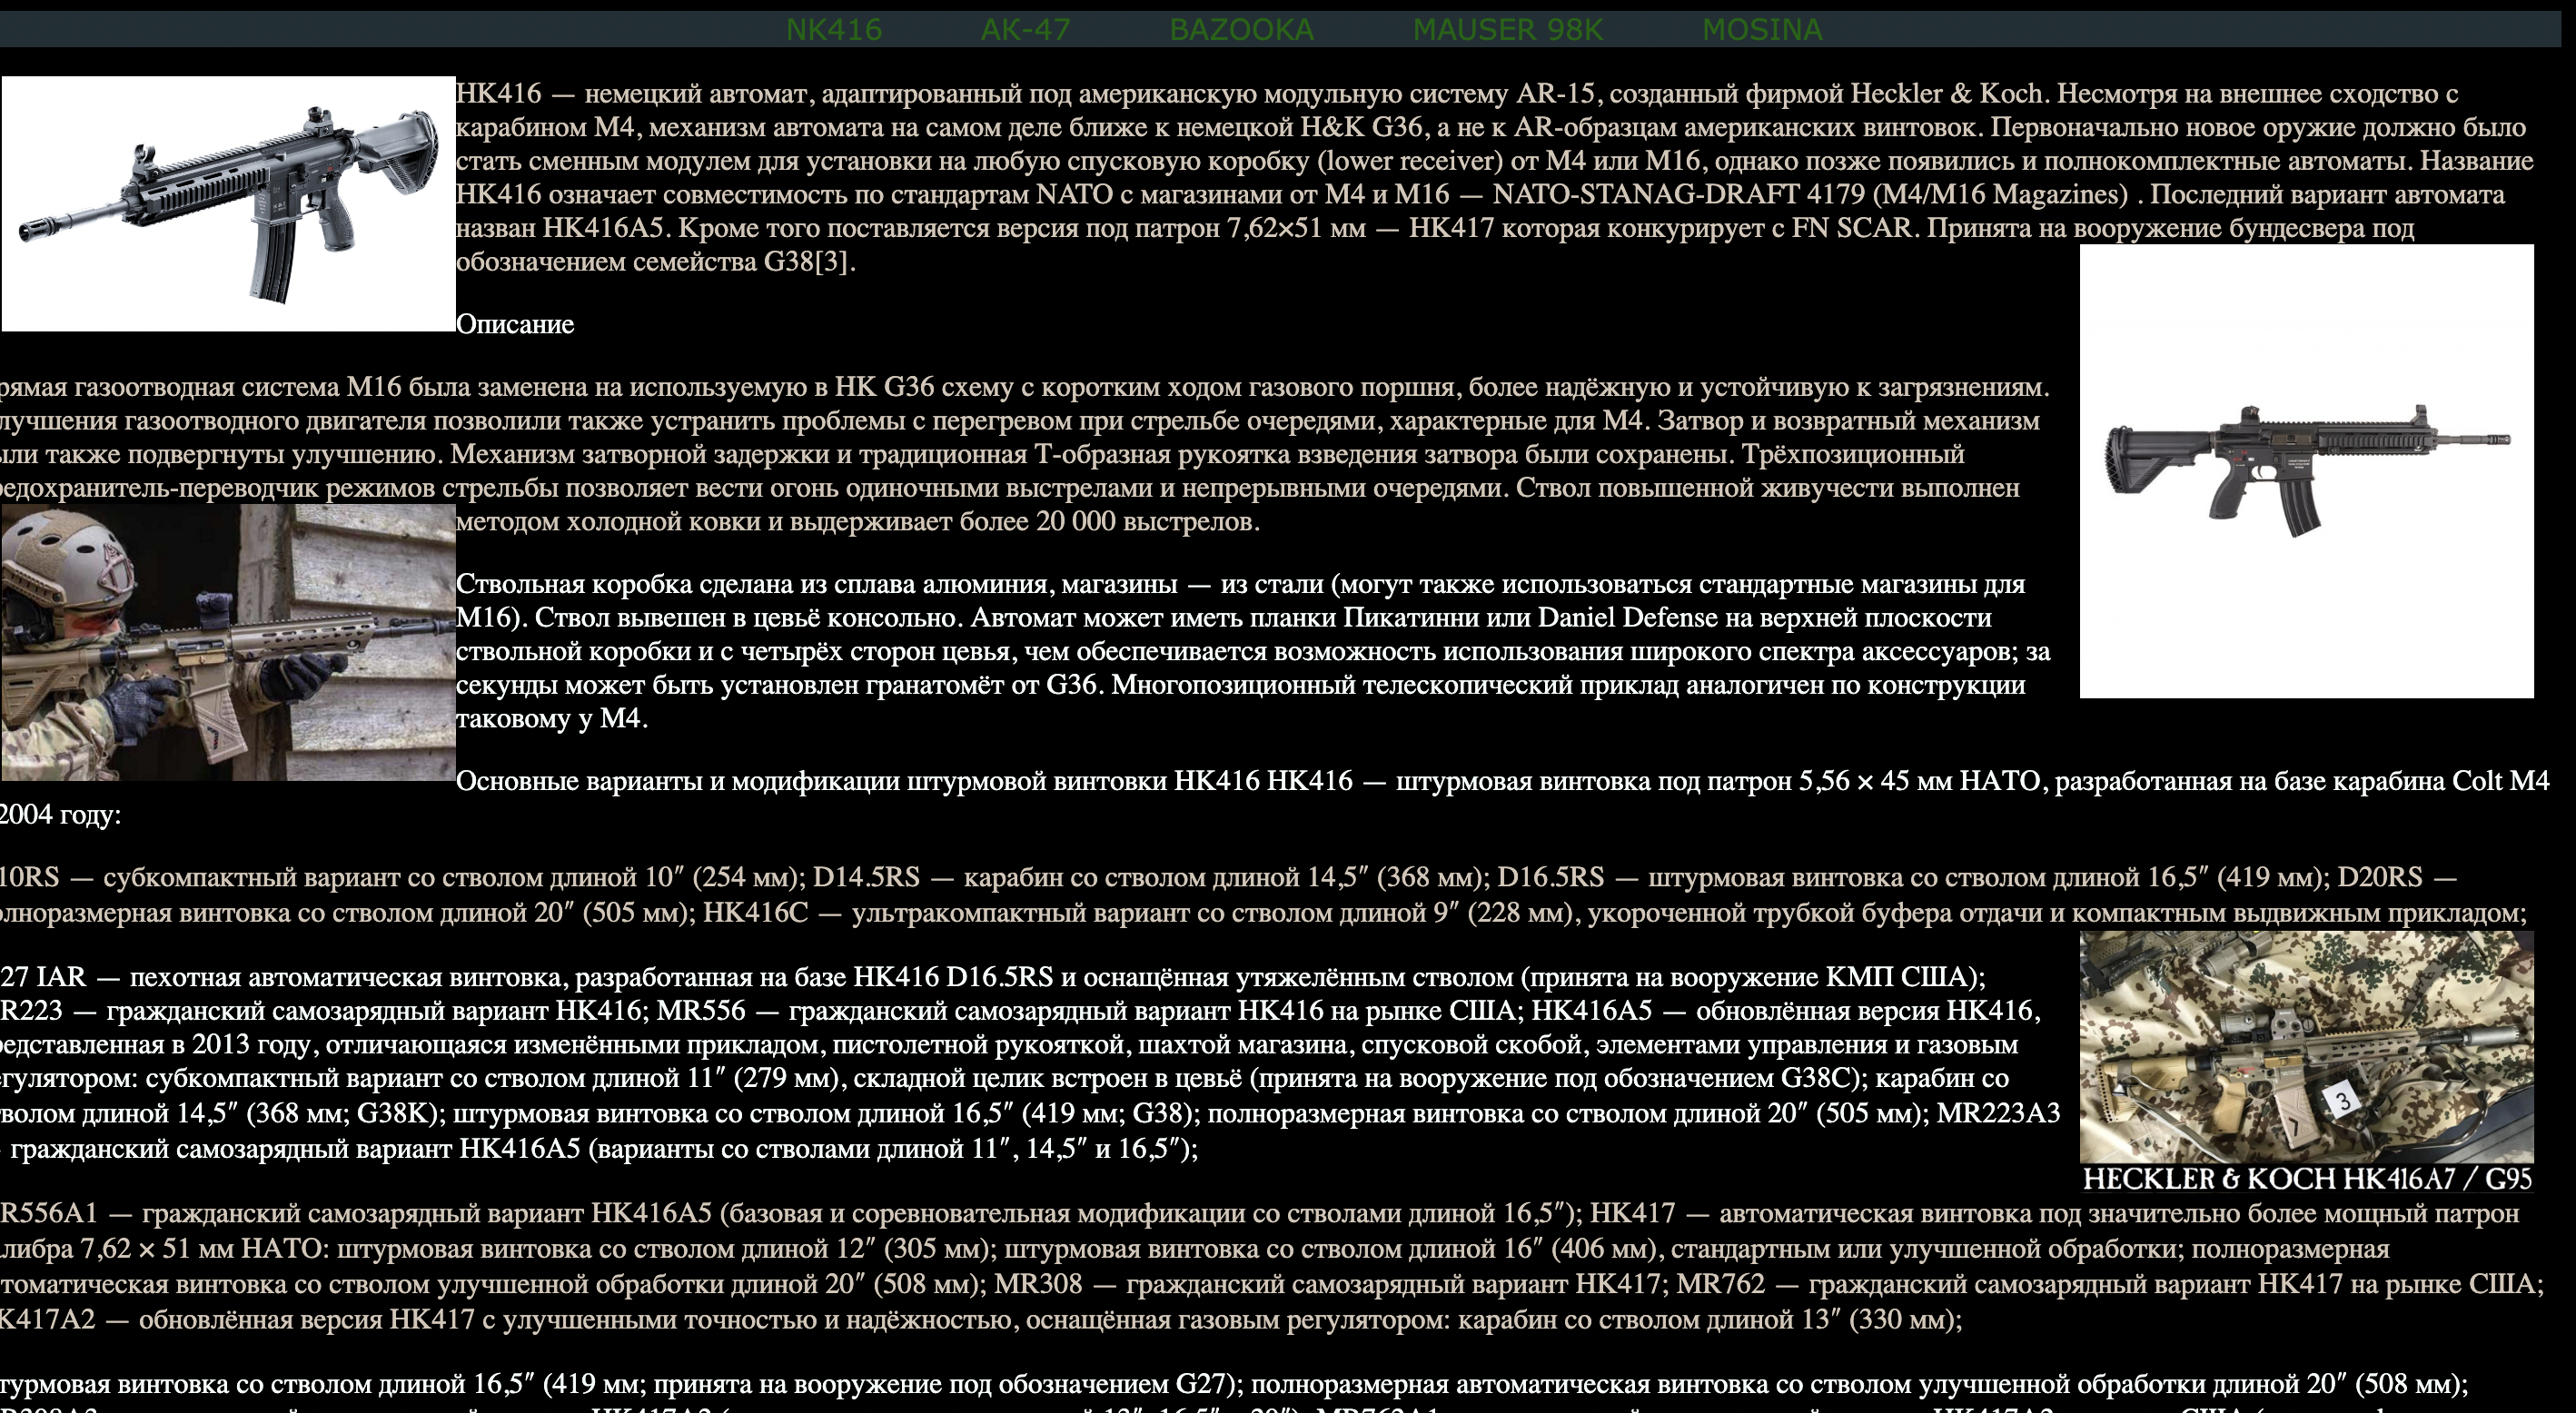 NK416 AK-47 BAZOOKA MAUSER 98K MOSINA
HK416 — немецкий автомат, адаптированный под американскую модульную систему AR-15, созданный фирмой Heckler & Koch. Несмотря на внешнее сходство с
карабином M4, механизм автомата на самом деле ближе к немецкой H&K G36, а не к AR-образцам американских винтовок. Первоначально новое оружие должно было
стать сменным модулем для установки на любую спусковую коробку (lower receiver) от M4 или M16, однако позже появились и полнокомплектные автоматы. Название
HK416 означает совместимость по стандартам NATO с магазинами от M4 и M16 — NATO-STANAG-DRAFT 4179 (M4/M16 Magazines) . Последний вариант автомата
назван HK416A5. Кроме того поставляется версия под патрон 7,62×51 мм — HK417 которая конкурирует с FN SCAR. Принята на вооружение бундесвера под
обозначением семейства G38[3].
Описание
рямая газоотводная система M16 была заменена на используемую в HK G36 схему с коротким ходом газового поршня, более надёжную и устойчивую к загрязнениям.
лучшения газоотводного двигателя позволили также устранить проблемы с перегревом при стрельбе очередями, характерные для M4. Затвор и возвратный механизм
ыли также подвергнуты улучшению. Механизм затворной задержки и традиционная Т-образная рукоятка взведения затвора были сохранены. Трёхпозиционный
редохранитель-переводчик режимов стрельбы позволяет вести огонь одиночными выстрелами и непрерывными очередями. Ствол повышенной живучести выполнен
методом холодной ковки и выдерживает более 20 000 выстрелов.
Ствольная коробка сделана из сплава алюминия, магазины — из стали (могут также использоваться стандартные магазины для
M16). Ствол вывешен в цевьё консольно. Автомат может иметь планки Пикатинни или Daniel Defense на верхней плоскости
ствольной коробки и с четырёх сторон цевья, чем обеспечивается возможность использования широкого спектра аксессуаров; за
секунды может быть установлен гранатомёт от G36. Многопозиционный телескопический приклад аналогичен по конструкции
таковому у M4.
Основные варианты и модификации штурмовой винтовки HK416 HK416 — штурмовая винтовка под патрон 5,56 × 45 мм НАТО, разработанная на базе карабина Colt M4
2004 году:
10RS — субкомпактный вариант со стволом длиной 10″ (254 мм); D14.5RS — карабин со стволом длиной 14,5″ (368 мм); D16.5RS — штурмовая винтовка со стволом длиной 16,5″ (419 мм); D20RS —
олноразмерная винтовка со стволом длиной 20″ (505 мм); HK416C — ультракомпактный вариант со стволом длиной 9″ (228 мм), укороченной трубкой буфера отдачи и компактным выдвижным прикладом;
27 IAR — пехотная автоматическая винтовка, разработанная на базе HK416 D16.5RS и оснащённая утяжелённым стволом (принята на вооружение КМП США);
R223 — гражданский самозарядный вариант HK416; MR556 — гражданский самозарядный вариант HK416 на рынке США; HK416A5 — обновлённая версия HK416,
редставленная в 2013 году, отличающаяся изменёнными прикладом, пистолетной рукояткой, шахтой магазина, спусковой скобой, элементами управления и газовым
егулятором: субкомпактный вариант со стволом длиной 11″ (279 мм), складной целик встроен в цевьё (принята на вооружение под обозначением G38C); карабин со
волом длиной 14,5″ (368 мм; G38K); штурмовая винтовка со стволом длиной 16,5″ (419 мм; G38); полноразмерная винтовка со стволом длиной 20″ (505 мм); MR223A3
гражданский самозарядный вариант HK416A5 (варианты со стволами длиной 11″, 14,5″ и 16,5″);
3
HECKLER & KOCH HK416A7 / G95
R556A1 — гражданский самозарядный вариант HK416A5 (базовая и соревновательная модификации со стволами длиной 16,5″); HK417 — автоматическая винтовка под значительно более мощный патрон
алибра 7,62 × 51 мм НАТО: штурмовая винтовка со стволом длиной 12″ (305 мм); штурмовая винтовка со стволом длиной 16″ (406 мм), стандартным или улучшенной обработки; полноразмерная
томатическая винтовка со стволом улучшенной обработки длиной 20″ (508 мм); MR308 — гражданский самозарядный вариант HK417; MR762 — гражданский самозарядный вариант HK417 на рынке США;
K417A2 — обновлённая версия HK417 с улучшенными точностью и надёжностью, оснащённая газовым регулятором: карабин со стволом длиной 13″ (330 мм);
турмовая винтовка со стволом длиной 16,5″ (419 мм; принята на вооружение под обозначением G27); полноразмерная автоматическая винтовка со стволом улучшенной обработки длиной 20″ (508 мм);